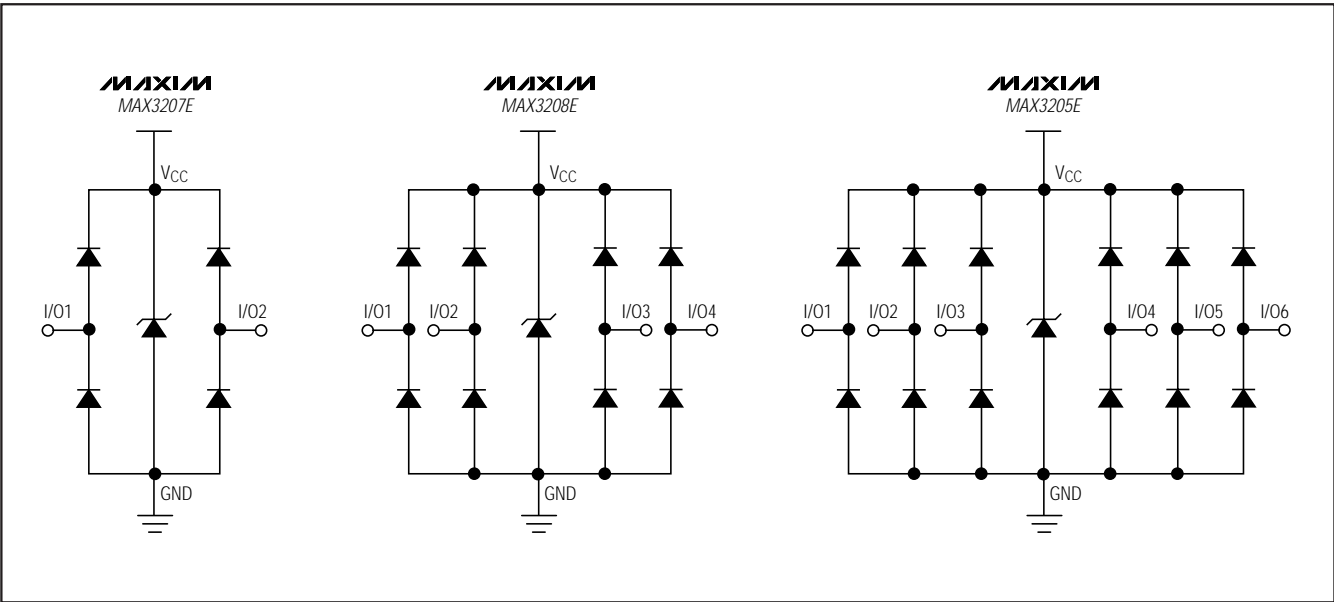 MAXIM
MAX3207E
VCC
I/O1
I/O2
GND
MAXIM
MAX3208E
VCC
I/O1
I/O2
I/O3
I/O4
GND
MAXIM
MAX3205E
VCC
I/O1
I/O2
I/O3
I/O4
I/O5
I/O6
GND